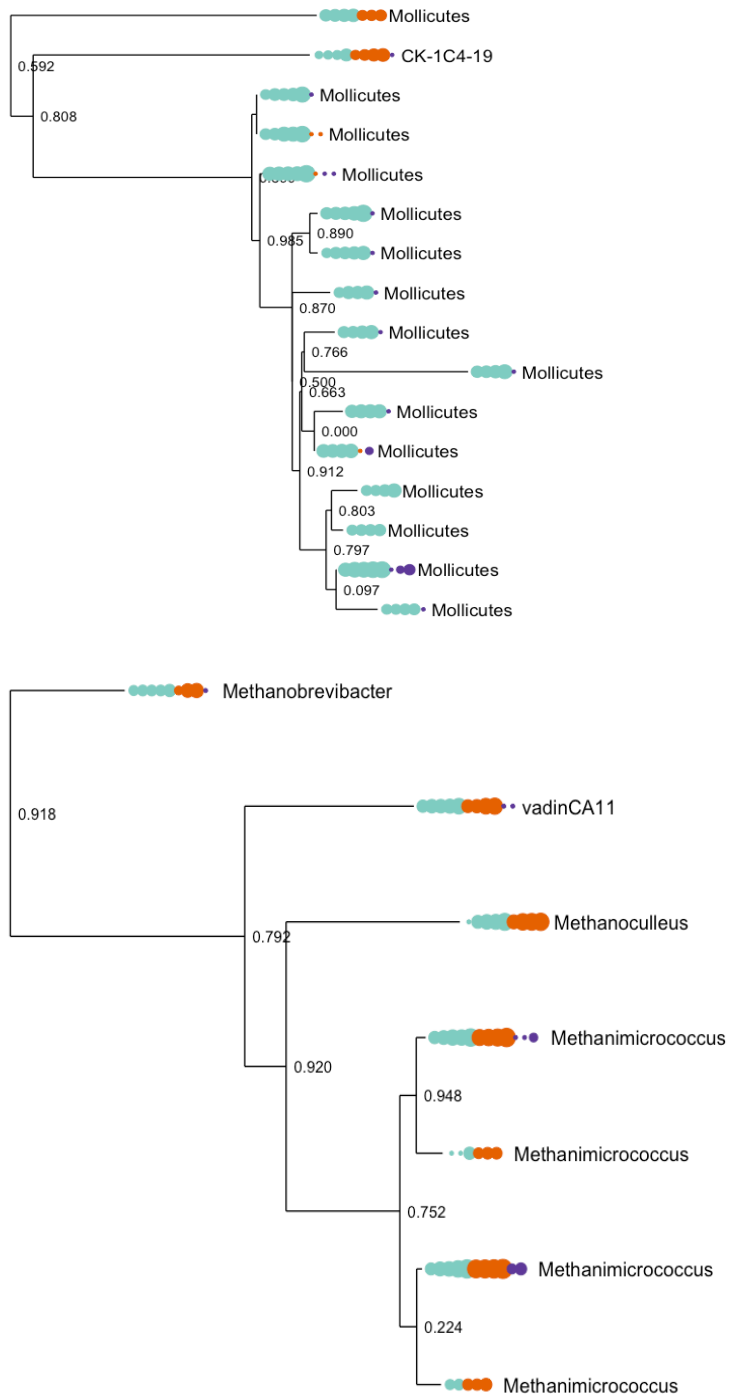 Mollicutes
CK-1C4-19
0.592
Mollicutes
0.808
Mollicutes
Mollicutes
Mollicutes
0.890
0.985
Mollicutes
Mollicutes
0.870
Mollicutes
0.766
Mollicutes
0.500
0.663
Mollicutes
0.000
Mollicutes
0.912
Mollicutes
0.803
Mollicutes
0.797
Mollicutes
0.097
Mollicutes
Methanobrevibacter
0.918
vadinCA11
Methanoculleus
0.792
Methanimicrococcus
0.920
0.948
Methanimicrococcus
0.752
Methanimicrococcus
0.224
Methanimicrococcus